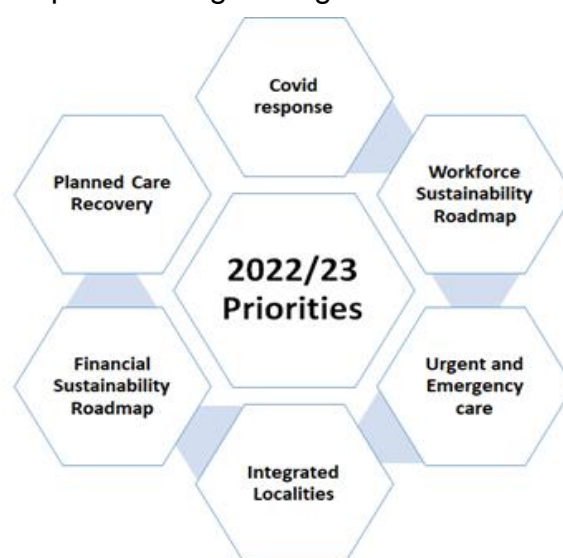 Covid
response
Workforce
Sustainability
Roadmap
Urgent and
Emergency
care
Integrated
Localities
Financial
Sustainability
Roadmap
Planned Care
Recovery
2022/23
Priorities